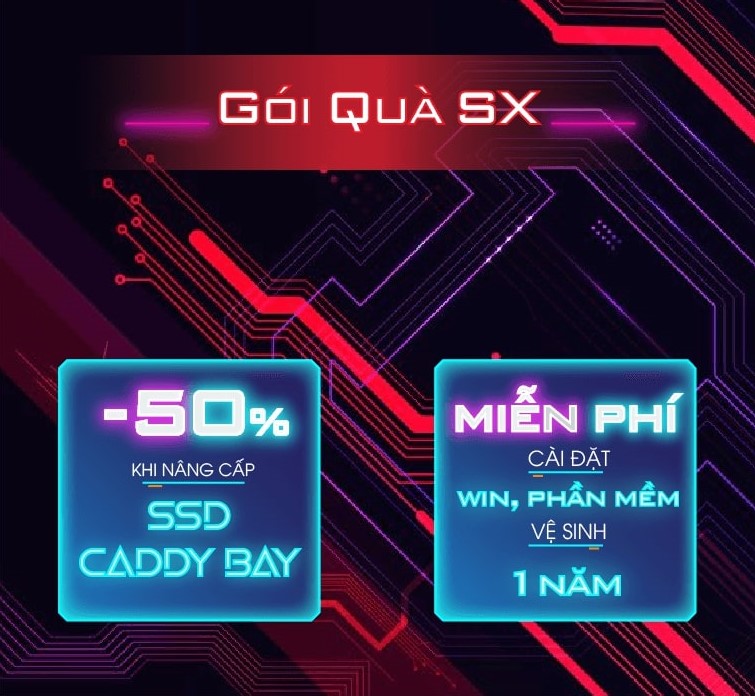 GÓI QUÀ SX
-50%
KHI NÂNG CẤP
SSD
CADDY BAY
MIỄN PHÍ
CÀI ĐẶT
WIN, PHẦN MỀM
VỆ SINH
1 NĂM